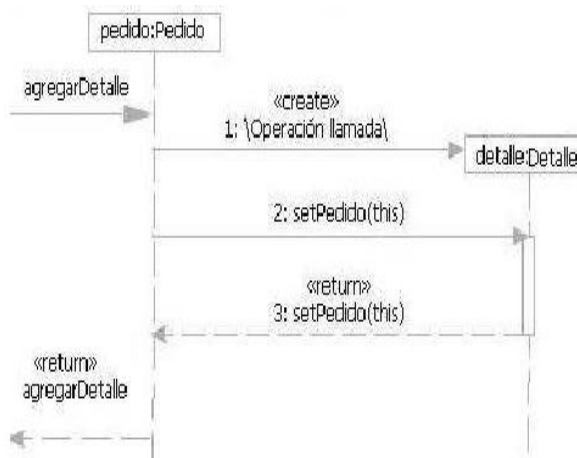 pedido:Pedido
agregarDetalle
«create»
1: \Operación llamada\
detalle:Detalle
2: setPedido(this)
«return»
3: setPedido(this)
«return»
agregarDetalle